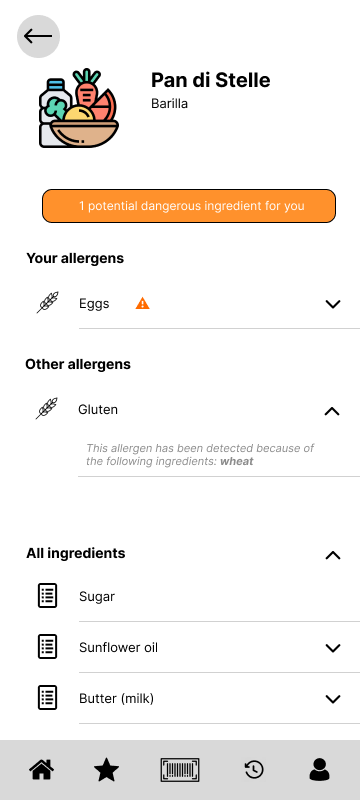 Pan di Stelle
Barilla
1 potential dangerous ingredient for you
Your allergens
Eggs
Other allergens
Gluten
This allergen has been detected because of
the following ingredients: wheat
All ingredients
Sugar
Sunflower oil
Butter (milk)